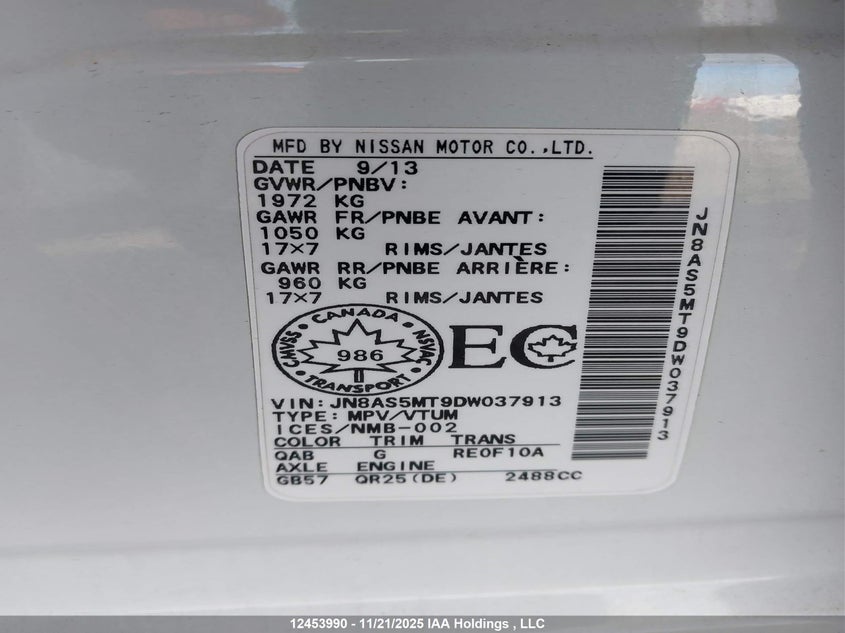 MFD BY NISSAN MOTOR CO.,LTD.
DATE 9/13
GVWR/PNBV:
1972 KG
GAWR FR/PNBE AVANT:
1050 KG
17×7 RIMS/JANTES
GAWR RR/PNBE ARRIÈRE:
960 KG
17×7 RIMS/JANTES
CANADA
CMVSS
NSVAC
986
TRANSPORT
EC
VIN: JN8AS5MT9DW037913
TYPE: MPV/VTUM
ICES/NMB-002
COLOR TRIM TRANS
QAB G RE0F10A
AXLE ENGINE
GB57 QR25(DE) 2488CC
JN8AS5MT9DW037913
12453990 - 11/21/2025 IAA Holdings , LLC